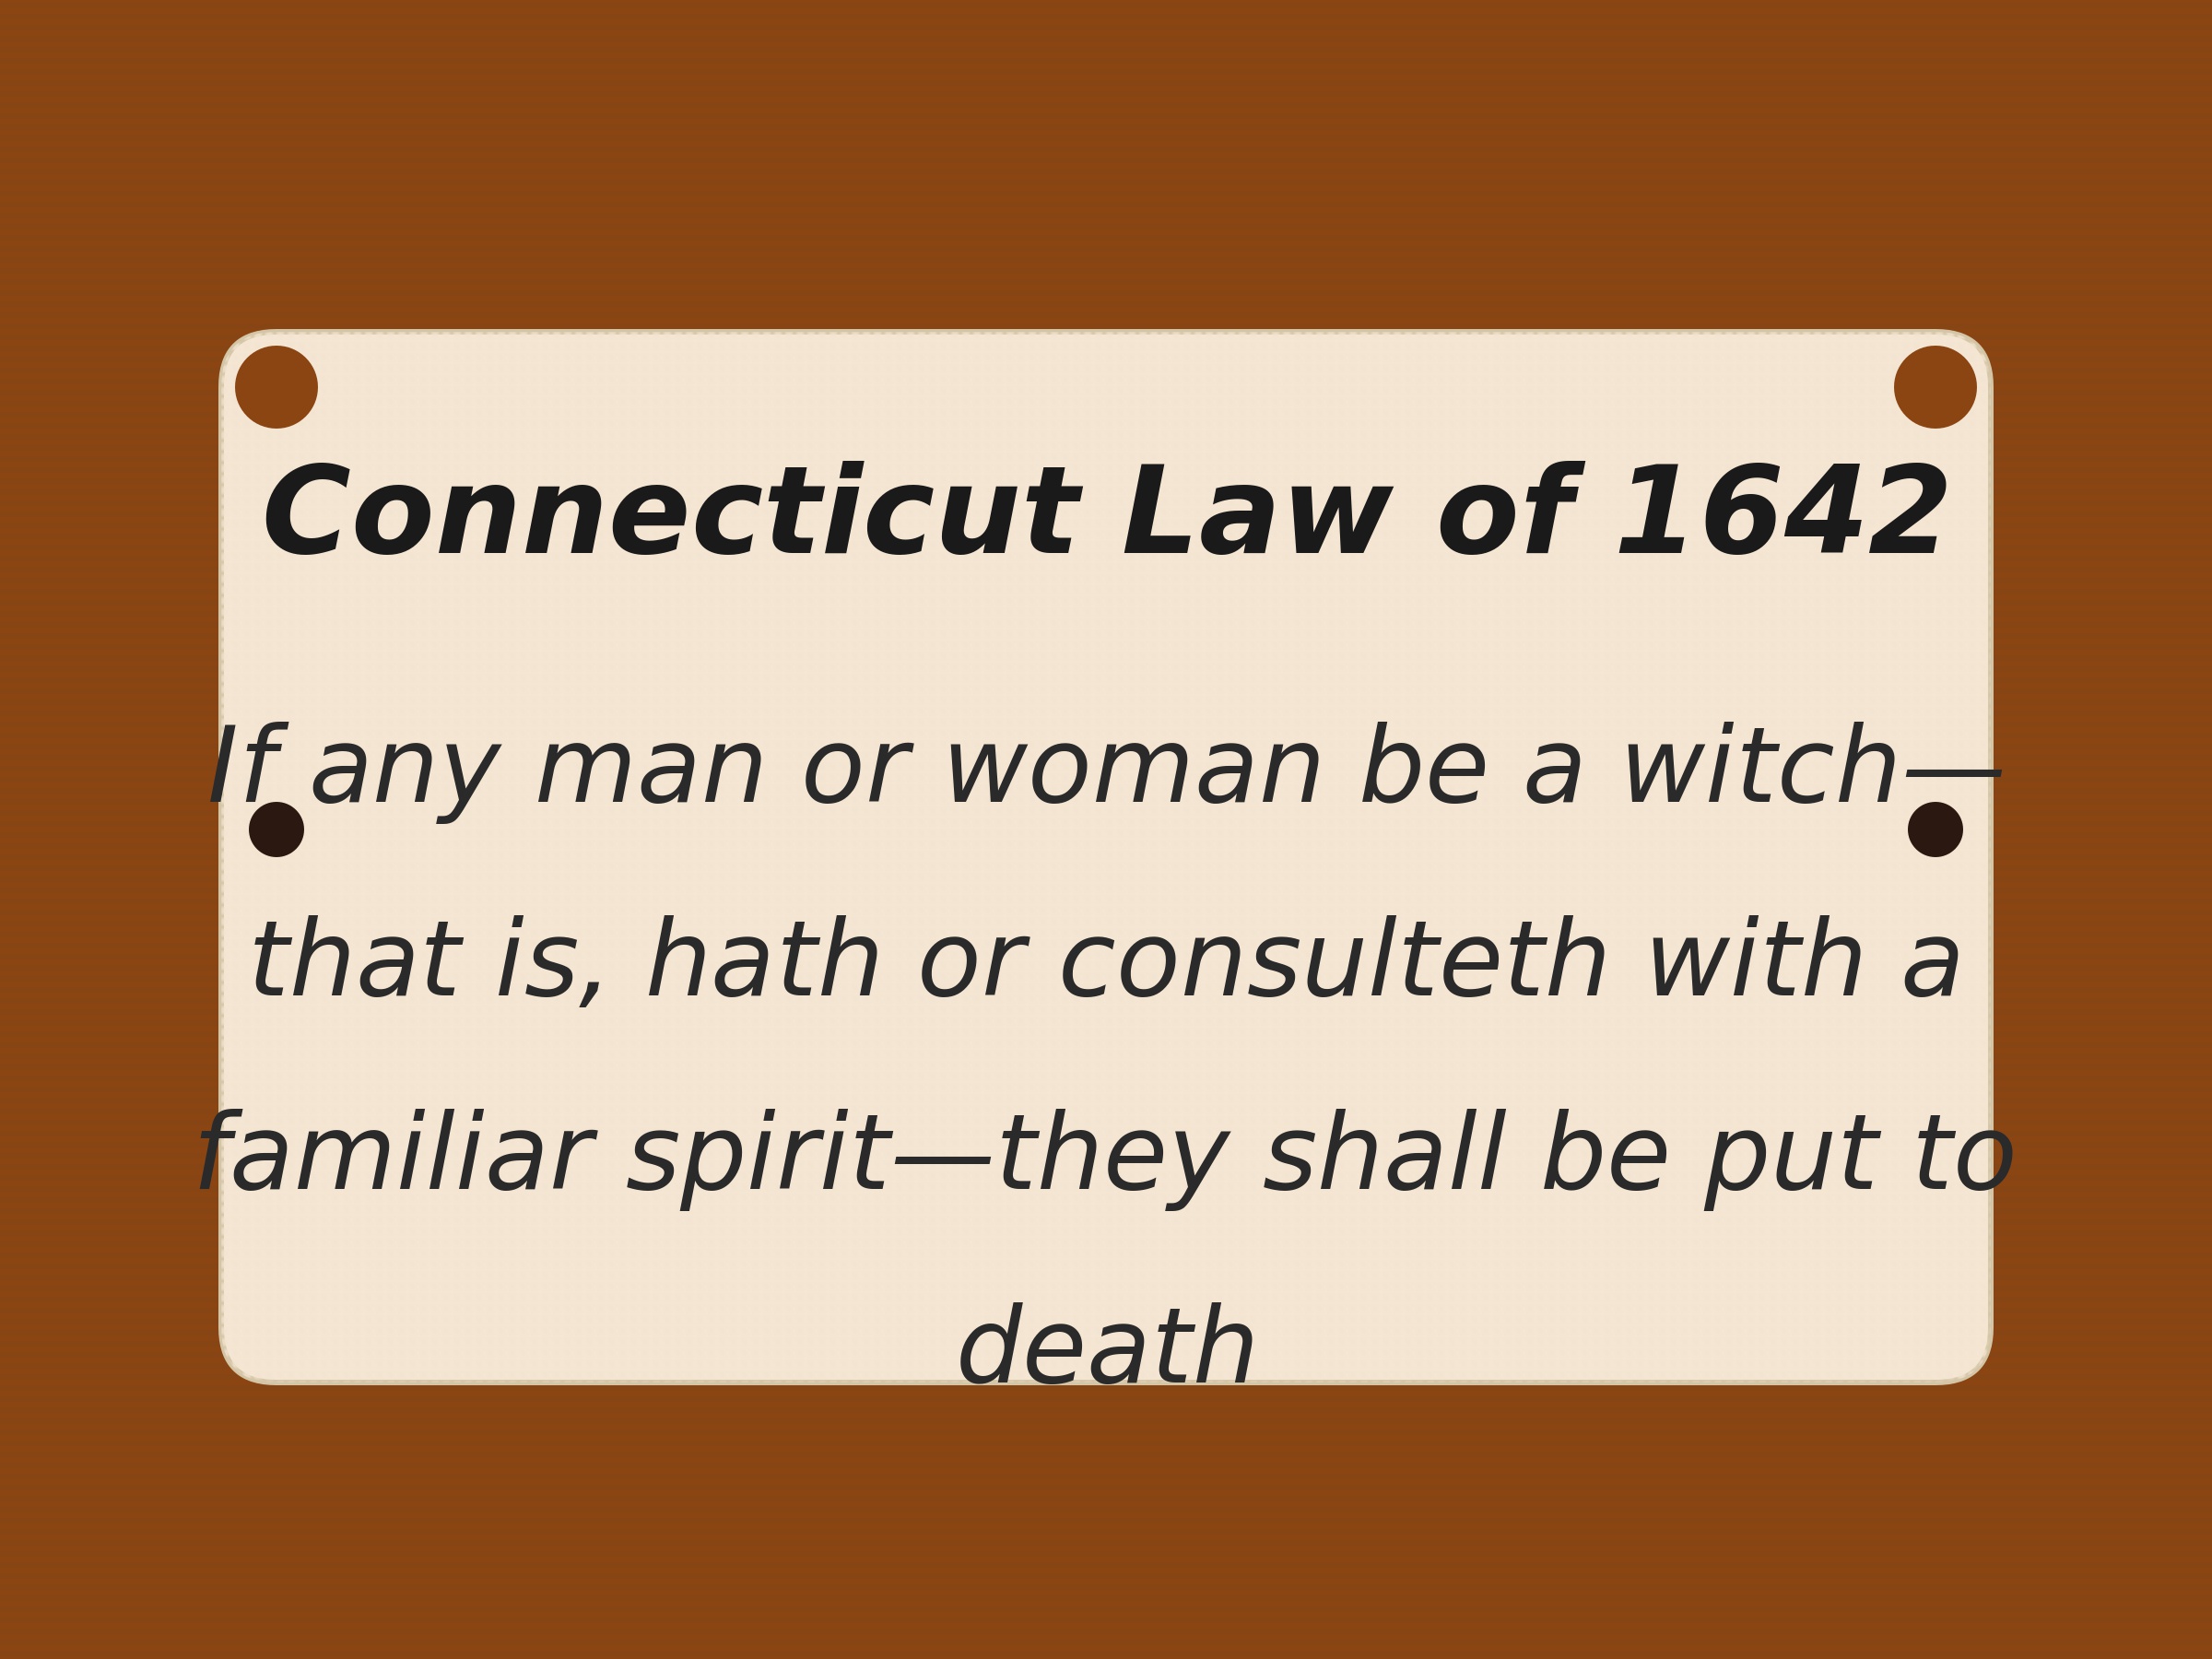 Connecticut Law of 1642
If any man or woman be a witch—
that is, hath or consulteth with a
familiar spirit—they shall be put to
death